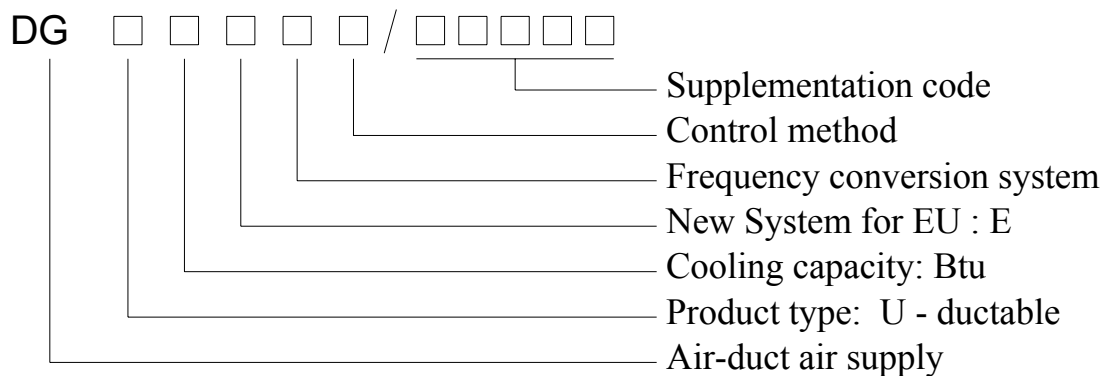 DG □ □ □ □ □ / □ □ □ □ □
Supplementation code
Control method
Frequency conversion system
New System for EU : E
Cooling capacity: Btu
Product type: U - ductable
Air-duct air supply